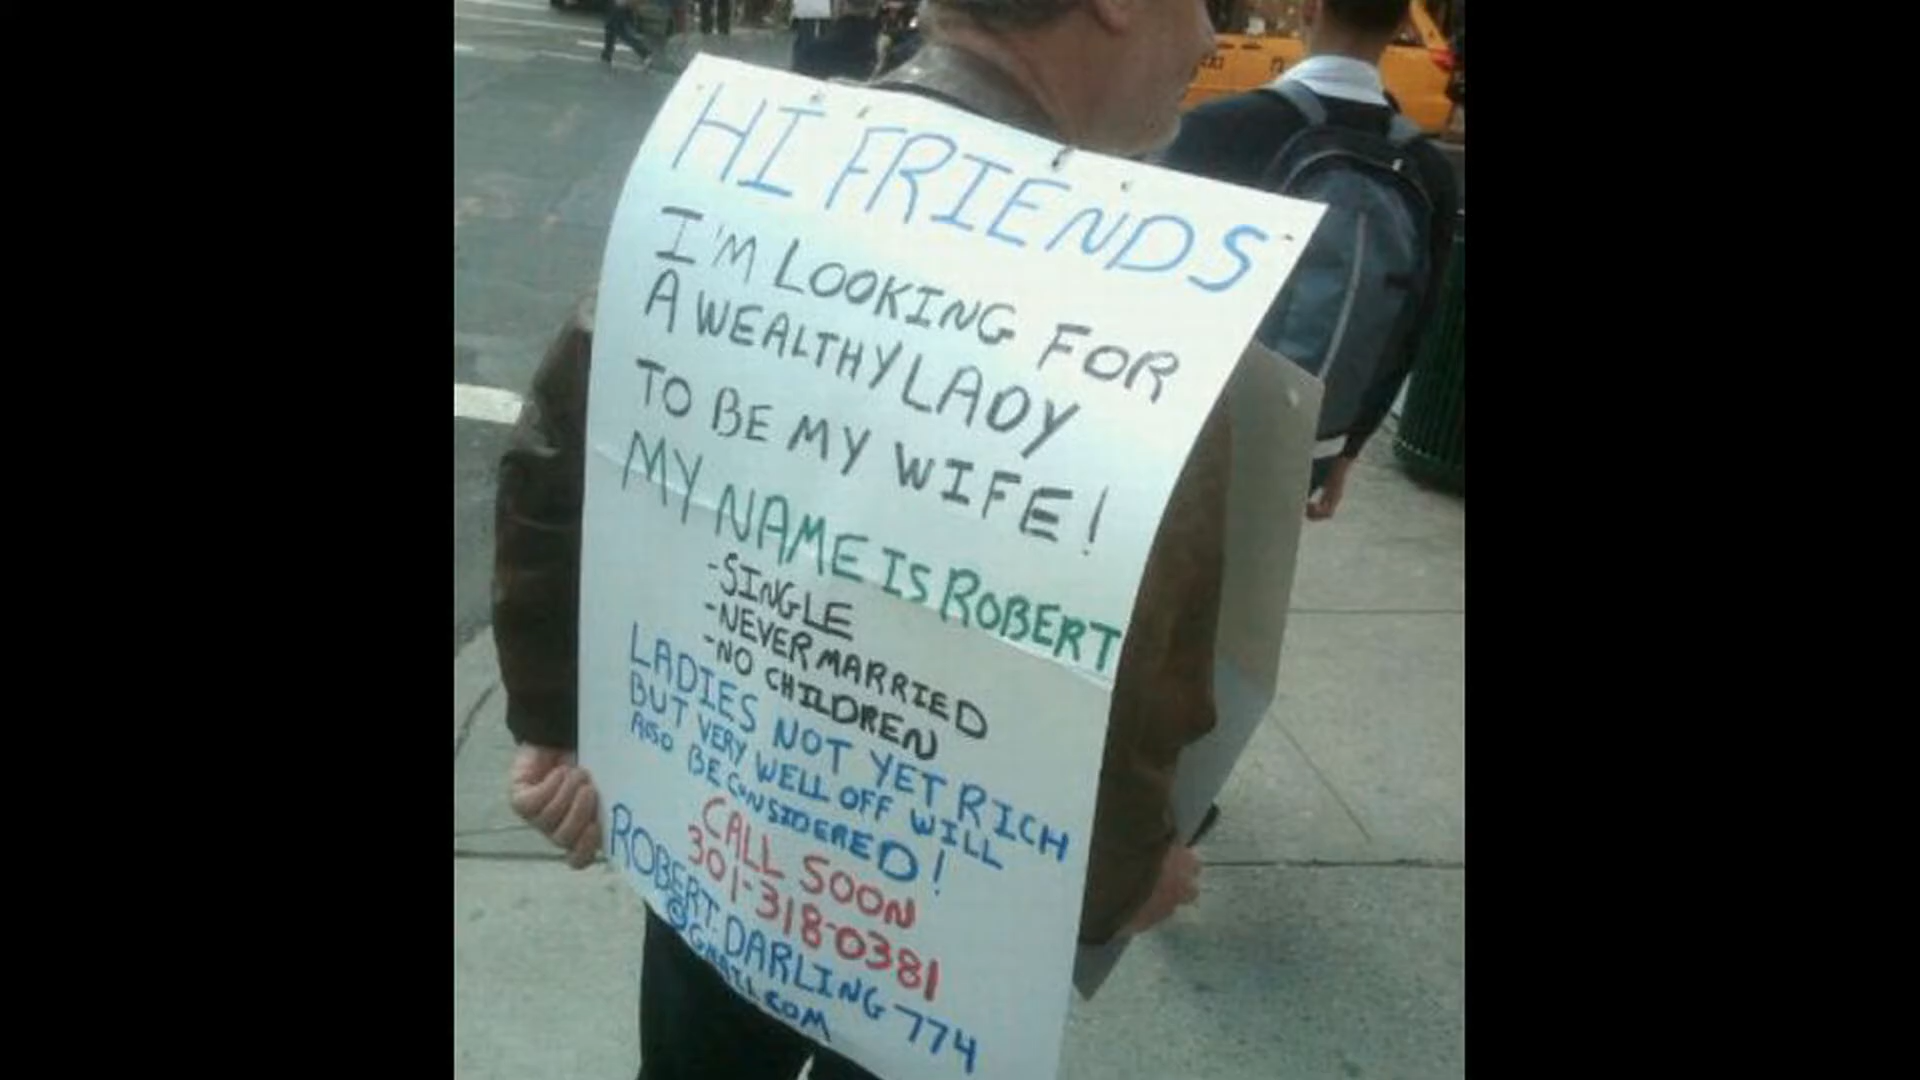 HI FRIENDS
I'M LOOKING FOR
A WEALTHY LADY
TO BE MY WIFE!
MY NAME IS ROBERT
-SINGLE
-NEVER MARRIED
-NO CHILDREN
LADIES NOT YET RICH
BUT VERY WELL OFF WILL
ALSO BE CONSIDERED!
CALL SOON
301-318-0381
ROBERT.DARLING774
@GMAIL.COM